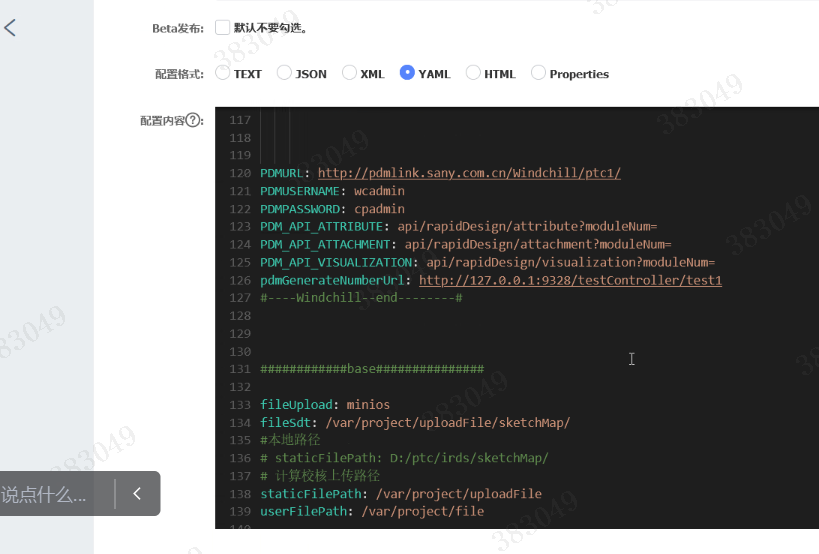 Beta发布: 默认不要勾选。
配置格式: TEXT JSON XML YAML HTML Properties
配置内容?:
117
118
119
120 PDMURL: http://pdmlink.sany.com.cn/Windchill/ptc1/
121 PDMUSERNAME: wcadmin
122 PDMPASSWORD: cpadmin
123 PDM_API_ATTRIBUTE: api/rapidDesign/attribute?moduleNum=
124 PDM_API_ATTACHMENT: api/rapidDesign/attachment?moduleNum=
125 PDM_API_VISUALIZATION: api/rapidDesign/visualization?moduleNum=
126 pdmGenerateNumberUrl: http://127.0.0.1:9328/testController/test1
127 #----Windchill--end--------#
128
129
130
131 ############base###############
132
133 fileUpload: minios
134 fileSdt: /var/project/uploadFile/sketchMap/
135 #本地路径
136 # staticFilePath: D:/ptc/irds/sketchMap/
137 # 计算校核上传路径
138 staticFilePath: /var/project/uploadFile
139 userFilePath: /var/project/file
140
说点什么...
383049
383049
383049
383049
383049
383049
383049
383049
383049